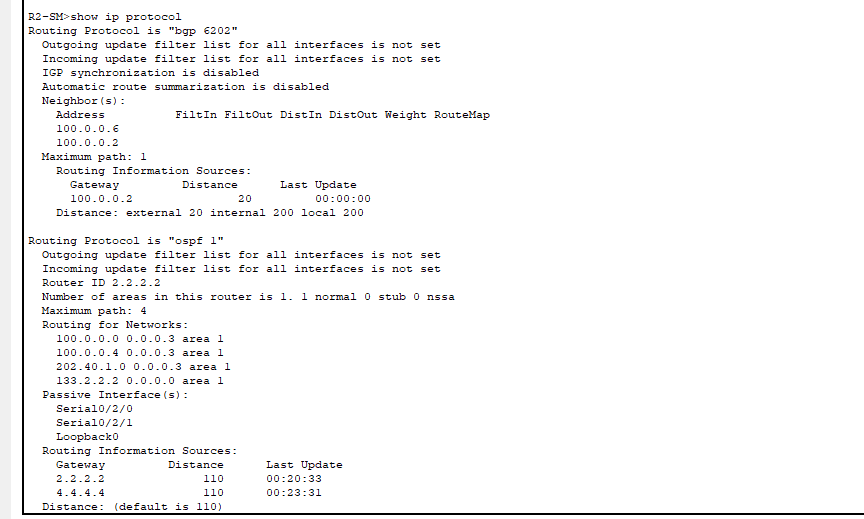 R2-SM>show ip protocol
Routing Protocol is "bgp 6202"
Outgoing update filter list for all interfaces is not set
Incoming update filter list for all interfaces is not set
IGP synchronization is disabled
Automatic route summarization is disabled
Neighbor(s):
Address FiltIn FiltOut DistIn DistOut Weight RouteMap
100.0.0.6
100.0.0.2
Maximum path: 1
Routing Information Sources:
Gateway Distance Last Update
100.0.0.2 20 00:00:00
Distance: external 20 internal 200 local 200
Routing Protocol is "ospf 1"
Outgoing update filter list for all interfaces is not set
Incoming update filter list for all interfaces is not set
Router ID 2.2.2.2
Number of areas in this router is 1. 1 normal 0 stub 0 nssa
Maximum path: 4
Routing for Networks:
100.0.0.0 0.0.0.3 area 1
100.0.0.4 0.0.0.3 area 1
202.40.1.0 0.0.0.3 area 1
133.2.2.2 0.0.0.0 area 1
Passive Interface(s):
Serial0/2/0
Serial0/2/1
Loopback0
Routing Information Sources:
Gateway Distance Last Update
2.2.2.2 110 00:20:33
4.4.4.4 110 00:23:31
Distance: (default is 110)